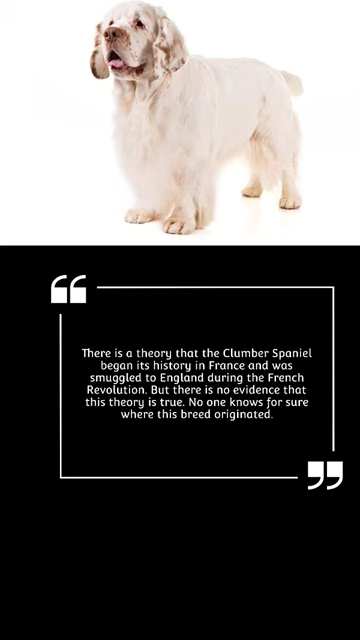 There is a theory that the Clumber Spaniel
began its history in France and was
smuggled to England during the French
Revolution. But there is no evidence that
this theory is true. No one knows for sure
where this breed originated.